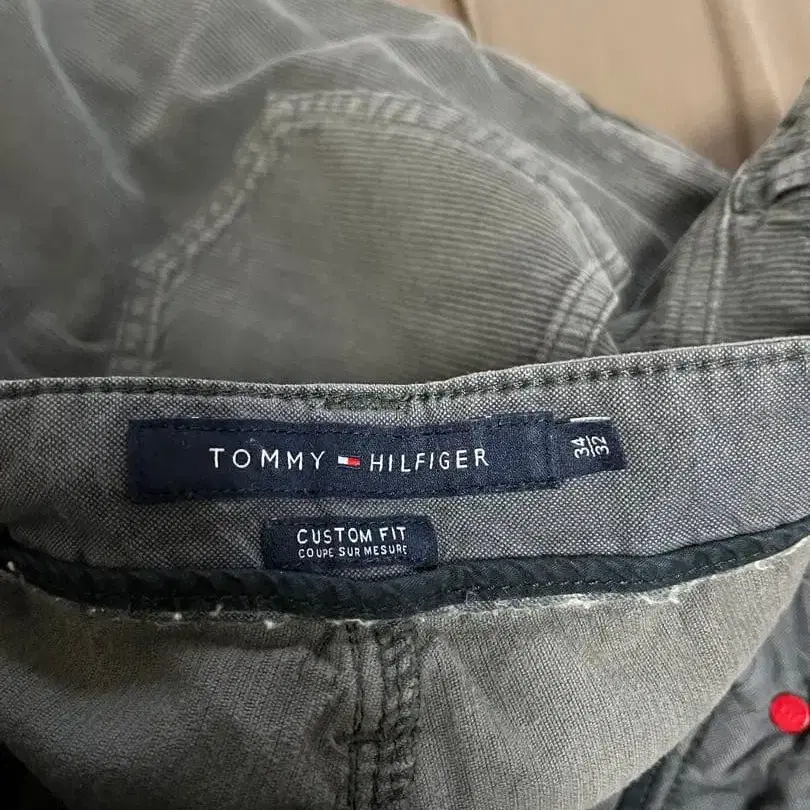 TOMMY HILFIGER
34/32
CUSTOM FIT
COUPE SUR MESURE